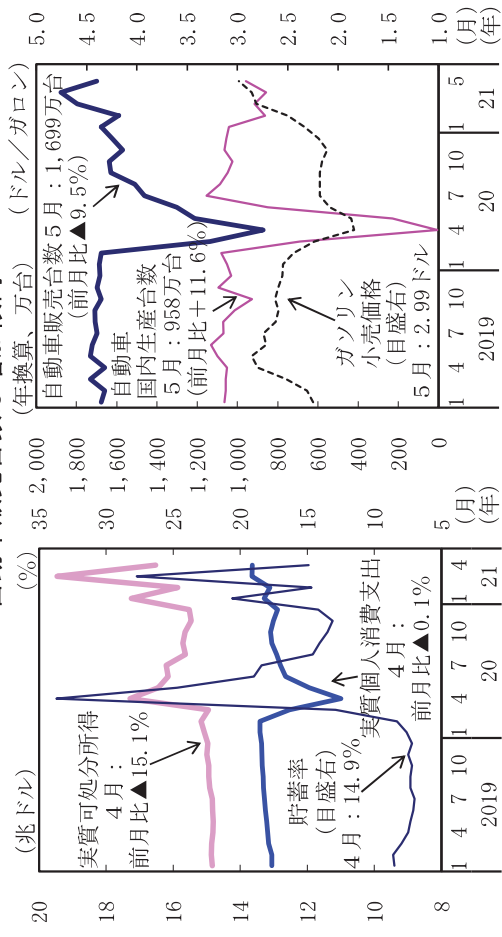 (兆ドル)
(%)
20
18
16
14
12
10
8
35
30
25
20
15
10
5
実質可処分所得
4月:
前月比▲15.1%
貯蓄率
(目盛右)
4月:14.9%
実質個人消費支出
4月:
前月比▲0.1%
1 4 7 10 1 4 7 10 1 4 (月)
2019 20 21 (年)
(年換算、万台)
(ドル/ガロン)
2,000
1,800
1,600
1,400
1,200
1,000
800
600
400
200
0
5.0
4.5
4.0
3.5
3.0
2.5
2.0
1.5
1.0
自動車販売台数5月:1,699万台
(前月比▲9.5%)
自動車
国内生産台数
5月:958万台
(前月比+11.6%)
ガソリン
小売価格
(目盛右)
5月:2.99ドル
1 4 7 10 1 4 7 10 1 5 (月)
2019 20 21 (年)